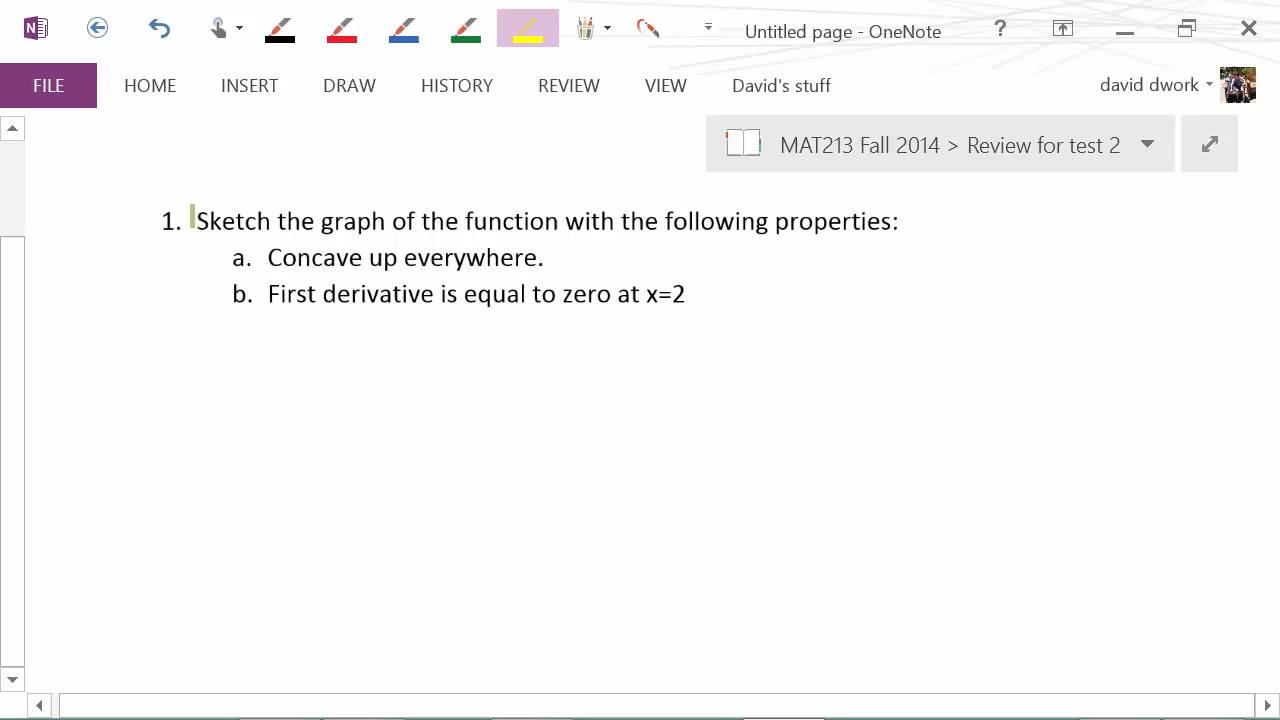 Untitled page - OneNote
FILE HOME INSERT DRAW HISTORY REVIEW VIEW David's stuff david dwork
MAT213 Fall 2014 > Review for test 2
1. Sketch the graph of the function with the following properties:
a. Concave up everywhere.
b. First derivative is equal to zero at x=2